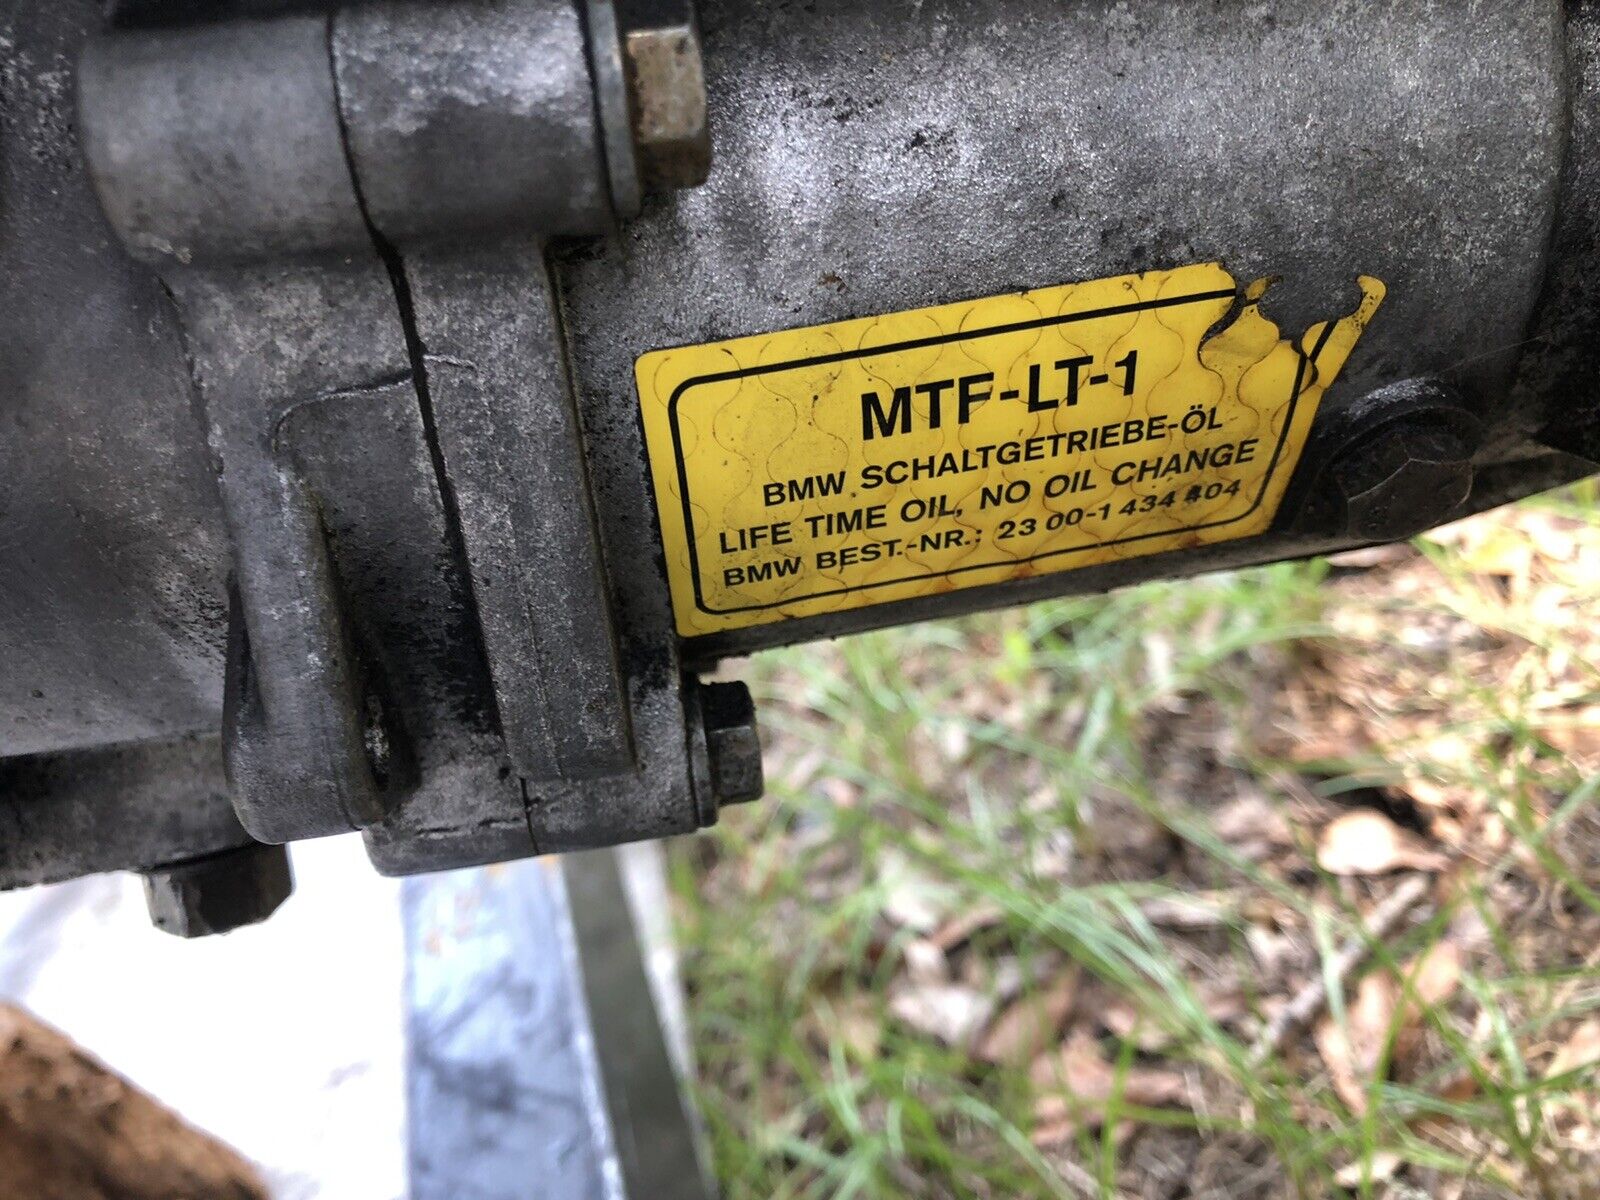 MTF-LT-1
BMW SCHALTGETRIEBE-ÖL
LIFE TIME OIL, NO OIL CHANGE
BMW BEST.-NR.: 23 00-1 434 404